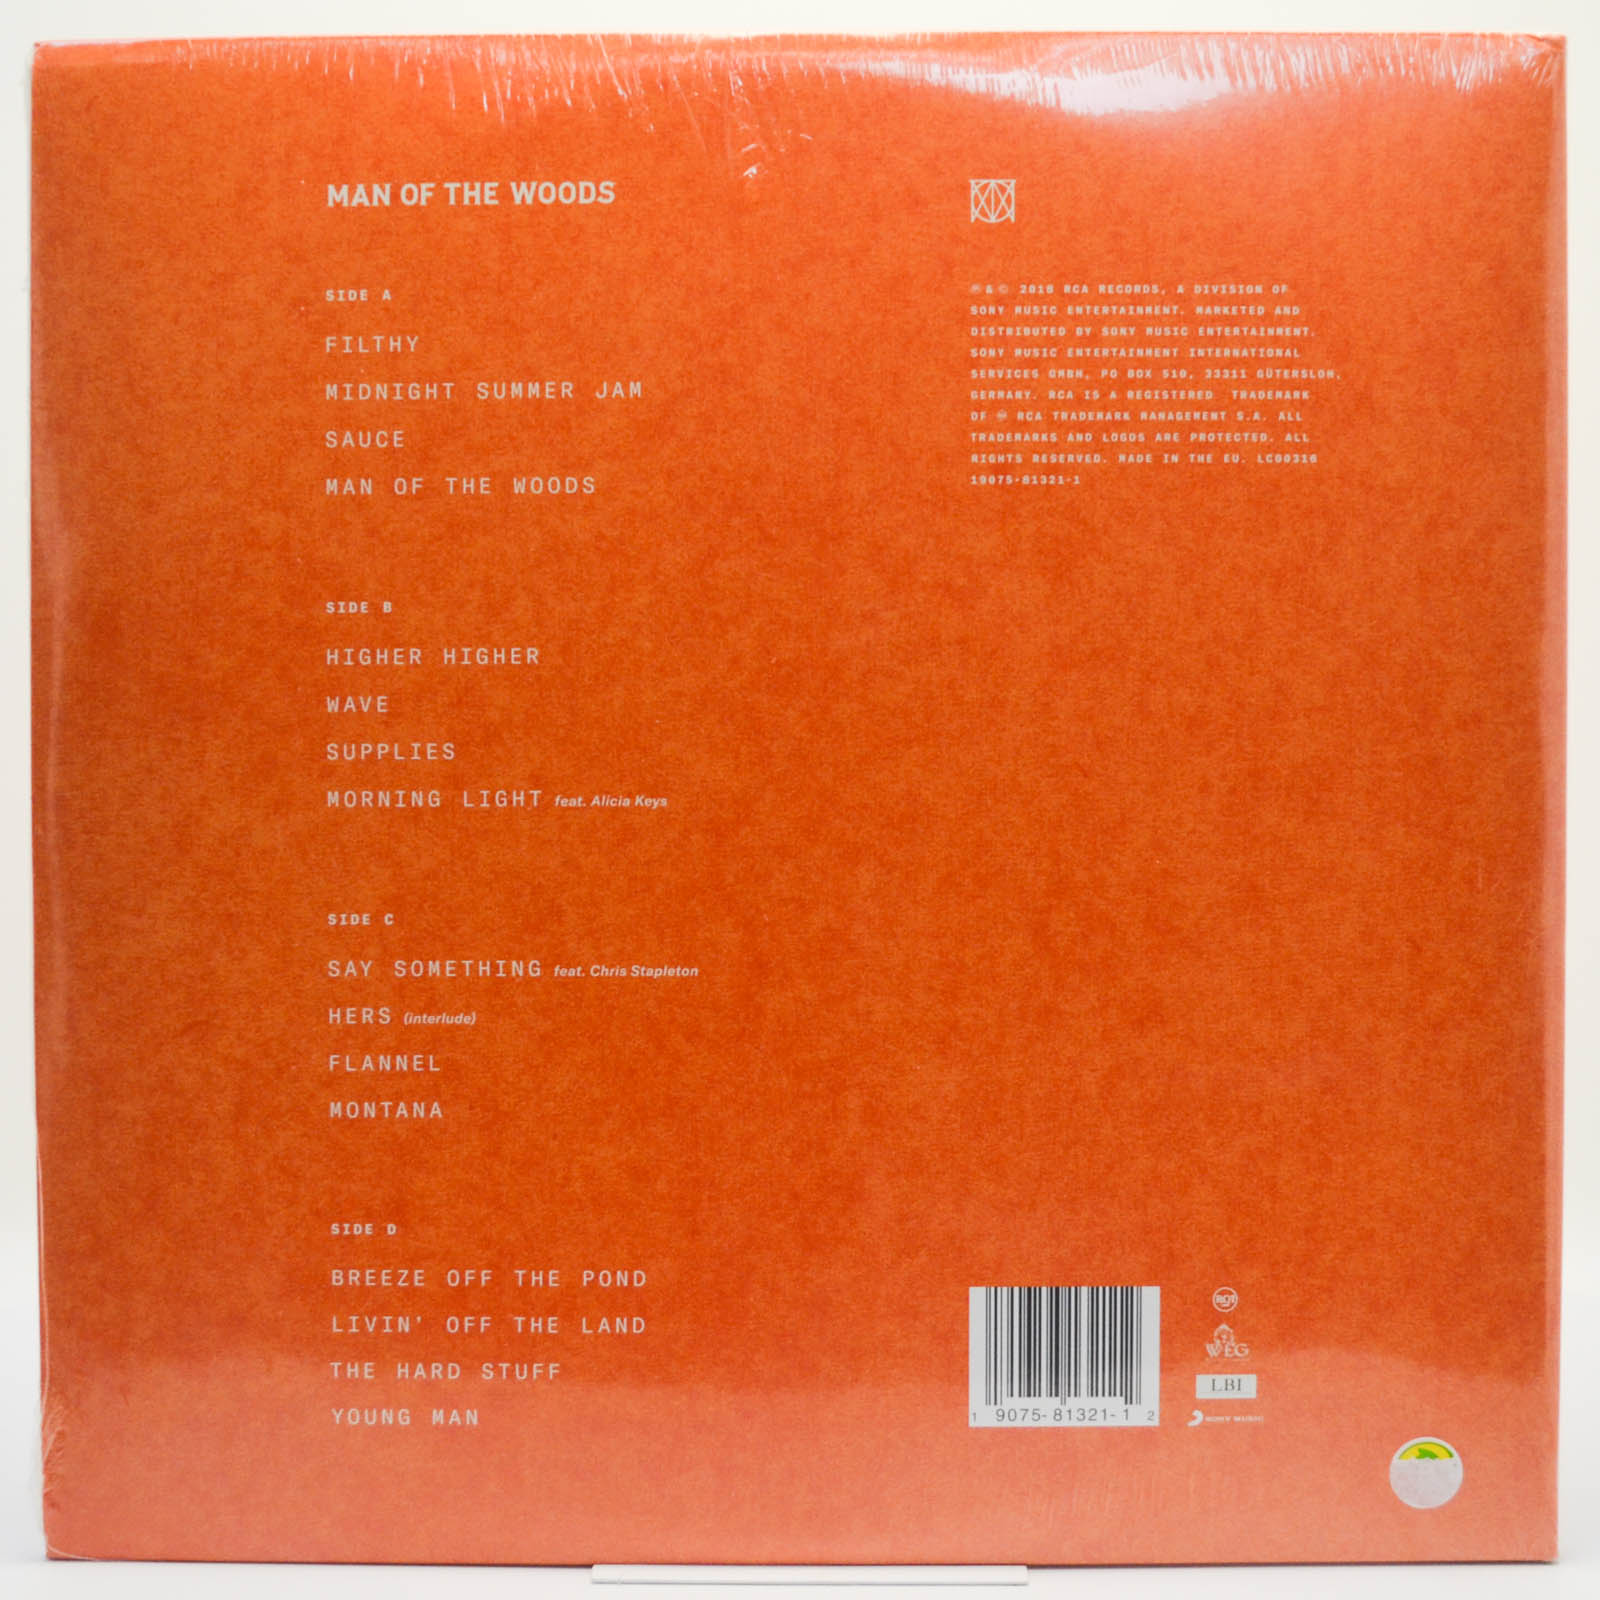 MAN OF THE WOODS
SIDE A
FILTHY
MIDNIGHT SUMMER JAM
SAUCE
MAN OF THE WOODS
SIDE B
HIGHER HIGHER
WAVE
SUPPLIES
MORNING LIGHT feat. Alicia Keys
SIDE C
SAY SOMETHING feat. Chris Stapleton
HERS (interlude)
FLANNEL
MONTANA
SIDE D
BREEZE OFF THE POND
LIVIN' OFF THE LAND
THE HARD STUFF
YOUNG MAN
℗ & © 2018 RCA RECORDS, A DIVISION OF
SONY MUSIC ENTERTAINMENT. MARKETED AND
DISTRIBUTED BY SONY MUSIC ENTERTAINMENT.
SONY MUSIC ENTERTAINMENT INTERNATIONAL
SERVICES GMBH, PO BOX 510, 33311 GÜTERSLOH,
GERMANY. RCA IS A REGISTERED TRADEMARK
OF RCA TRADEMARK MANAGEMENT S.A. ALL
TRADEMARKS AND LOGOS ARE PROTECTED. ALL
RIGHTS RESERVED. MADE IN THE EU. LC00316
19075-81321-1
1 9075-81321-1 2
RCA
WEG
LBI
SONY MUSIC